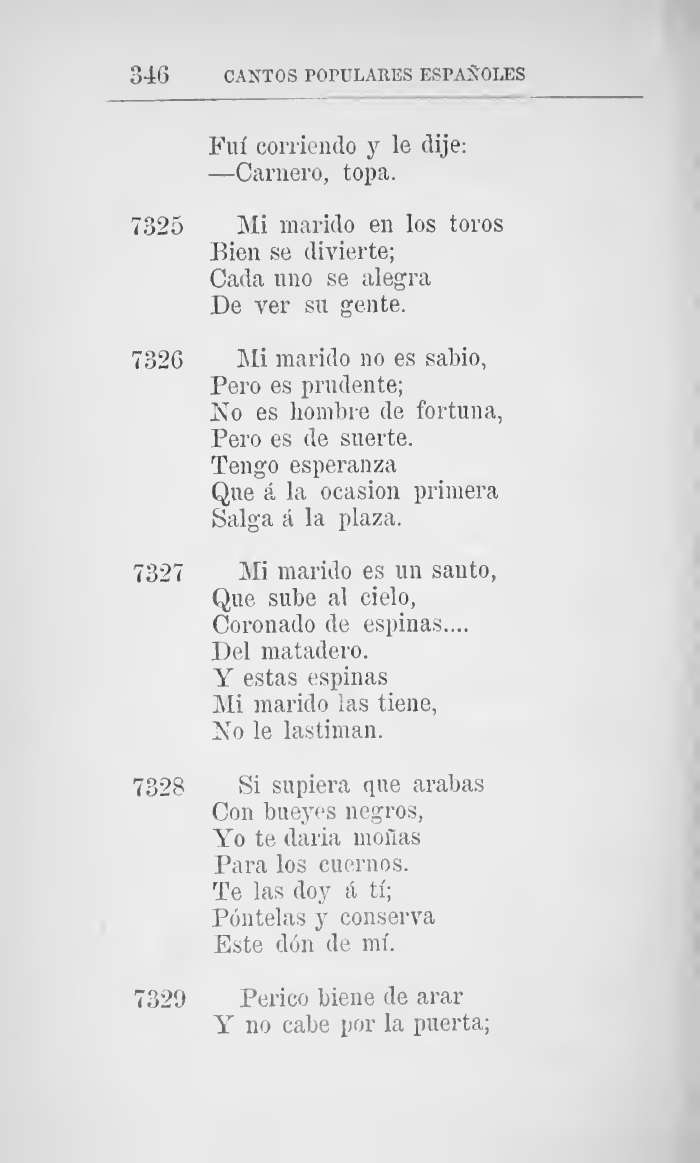 346 CANTOS POPULARES ESPAÑOLES
Fuí corriendo y le dije:
—Carnero, topa.
7325 Mi marido en los toros
Bien se divierte;
Cada uno se alegra
De ver su gente.
7326 Mi marido no es sabio,
Pero es prudente;
No es hombre de fortuna,
Pero es de suerte.
Tengo esperanza
Que á la ocasion primera
Salga á la plaza.
7327 Mi marido es un santo,
Que sube al cielo,
Coronado de espinas....
Del matadero.
Y estas espinas
Mi marido las tiene,
No le lastiman.
7328 Si supiera que arabas
Con bueyes negros,
Yo te daria moñas
Para los cuernos.
Te las doy á tí;
Póntelas y conserva
Este dón de mí.
7329 Perico biene de arar
Y no cabe por la puerta;